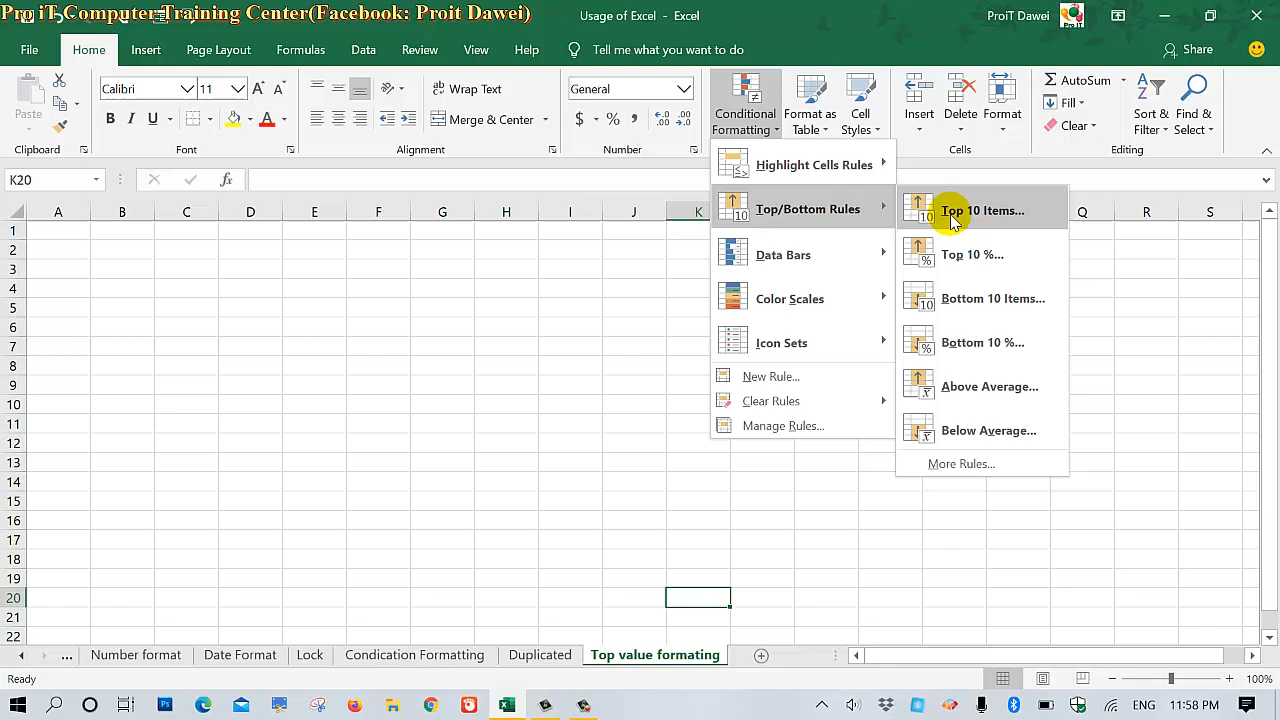 Pro iT Computer Training Center(Facebook: Proit Dawei)
Usage of Excel - Excel
ProiT Dawei
File Home Insert Page Layout Formulas Data Review View Help Tell me what you want to do Share
Paste
Clipboard
Calibri 11
B I U A
Font
Wrap Text
Merge & Center
Alignment
General
$ % ,
Number
Conditional Formatting
Format as Table
Cell Styles
Insert Delete Format
Cells
AutoSum
Fill
Clear
Sort & Filter
Find & Select
Editing
K20
fx
Highlight Cells Rules
Top/Bottom Rules
Data Bars
Color Scales
Icon Sets
New Rule...
Clear Rules
Manage Rules...
Top 10 Items...
Top 10 %...
Bottom 10 Items...
Bottom 10 %...
Above Average...
Below Average...
More Rules...
A B C D E F G H I J K Q R S
1
2
3
4
5
6
7
8
9
10
11
12
13
14
15
16
17
18
19
20
21
22
... Number format Date Format Lock Condication Formatting Duplicated Top value formating
Ready
100%
ENG 11:58 PM